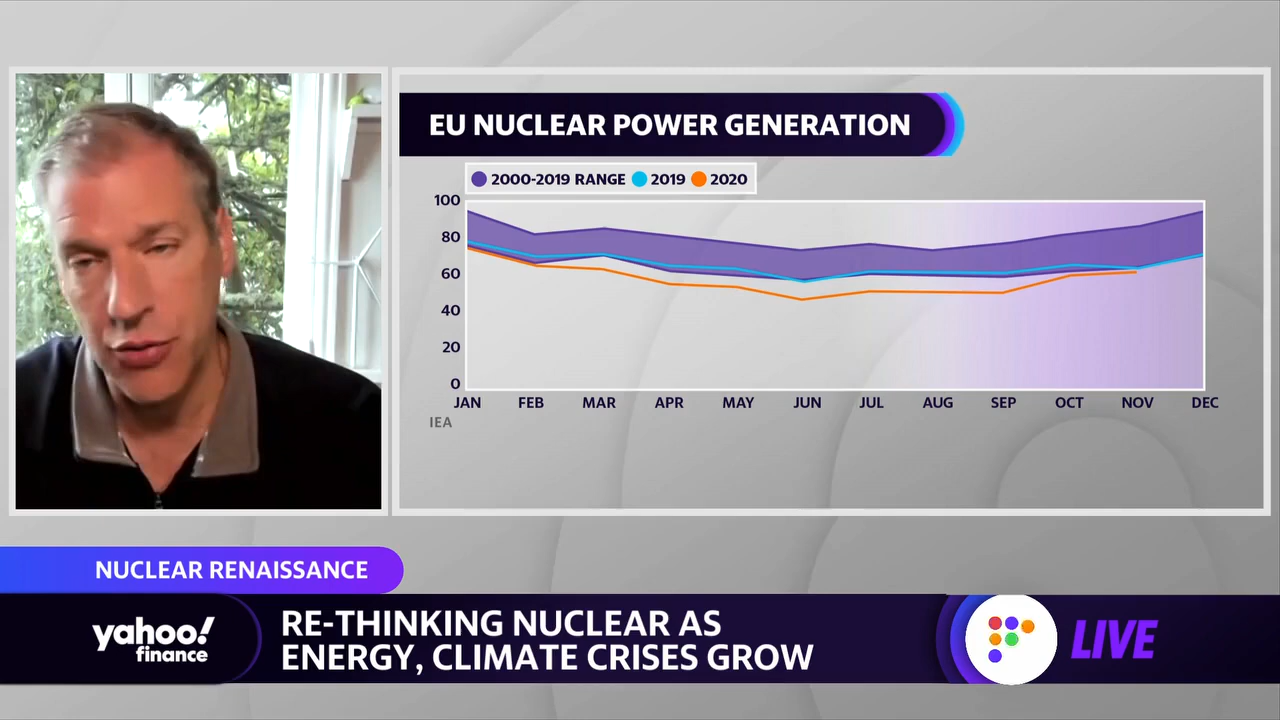 EU NUCLEAR POWER GENERATION
2000-2019 RANGE 2019 2020
100
80
60
40
20
0
JAN FEB MAR APR MAY JUN JUL AUG SEP OCT NOV DEC
IEA
NUCLEAR RENAISSANCE
yahoo!
finance
RE-THINKING NUCLEAR AS
ENERGY, CLIMATE CRISES GROW
LIVE